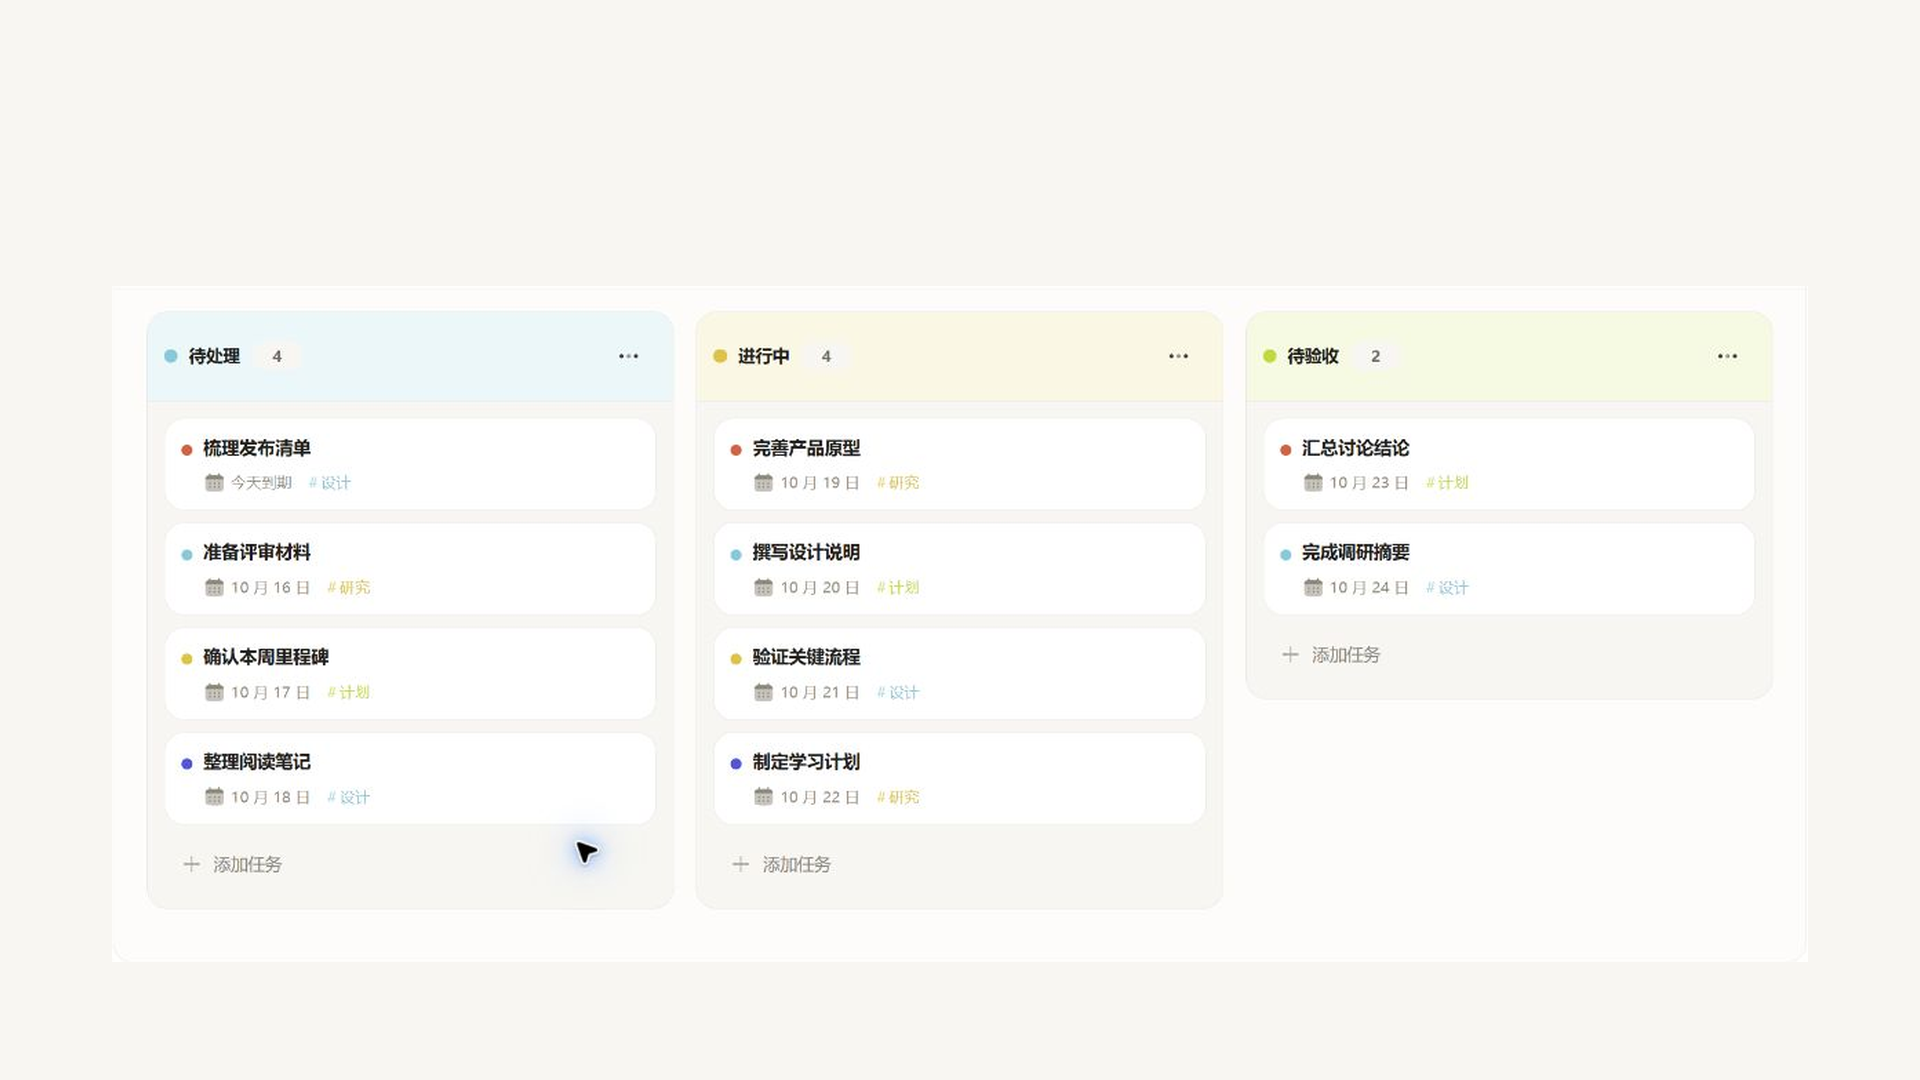 待处理 4
梳理发布清单
今天到期 #设计
准备评审材料
10 月 16 日 #研究
确认本周里程碑
10 月 17 日 #计划
整理阅读笔记
10 月 18 日 #设计
添加任务
进行中 4
完善产品原型
10 月 19 日 #研究
撰写设计说明
10 月 20 日 #计划
验证关键流程
10 月 21 日 #设计
制定学习计划
10 月 22 日 #研究
添加任务
待验收 2
汇总讨论结论
10 月 23 日 #计划
完成调研摘要
10 月 24 日 #设计
添加任务